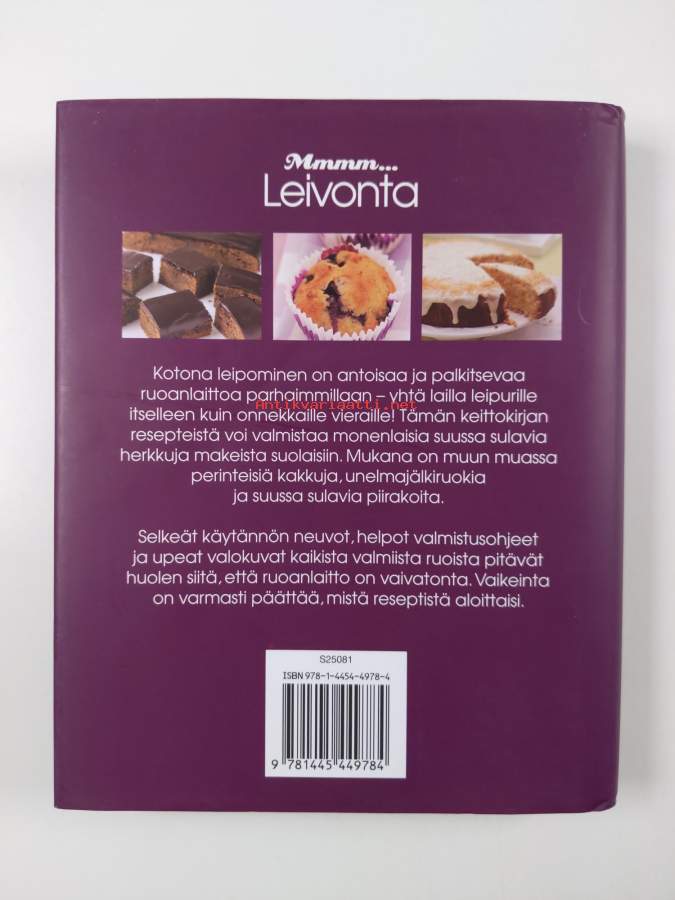 Mmmm...
Leivonta
Kotona leipominen on antoisaa ja palkitsevaa
ruoanlaittoa parhaimmillaan – yhtä lailla leipurille
Antikvariaatti.net
itselleen kuin onnekkaille vieraille! Tämän keittokirjan
resepteistä voi valmistaa monenlaisia suussa sulavia
herkkuja makeista suolaisiin. Mukana on muun muassa
perinteisiä kakkuja, unelmajälkiruokia
ja suussa sulavia piirakoita.
Selkeät käytännön neuvot, helpot valmistusohjeet
ja upeat valokuvat kaikista valmiista ruoista pitävät
huolen siitä, että ruoanlaitto on vaivatonta. Vaikeinta
on varmasti päättää, mistä reseptistä aloittaisi.
S25081
ISBN 978-1-4454-4978-4
9 781445 449784